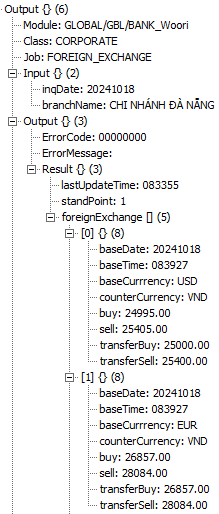 Output {} (6)
Module: GLOBAL/GBL/BANK_Woori
Class: CORPORATE
Job: FOREIGN_EXCHANGE
Input {} (2)
inqDate: 20241018
branchName: CHI NHÁNH ĐÀ NẴNG
Output {} (3)
ErrorCode: 00000000
ErrorMessage:
Result {} (3)
lastUpdateTime: 083355
standPoint: 1
foreignExchange [] (5)
[0] {} (8)
baseDate: 20241018
baseTime: 083927
baseCurrrency: USD
counterCurrency: VND
buy: 24995.00
sell: 25405.00
transferBuy: 25000.00
transferSell: 25400.00
[1] {} (8)
baseDate: 20241018
baseTime: 083927
baseCurrrency: EUR
counterCurrency: VND
buy: 26857.00
sell: 28084.00
transferBuy: 26857.00
transferSell: 28084.00